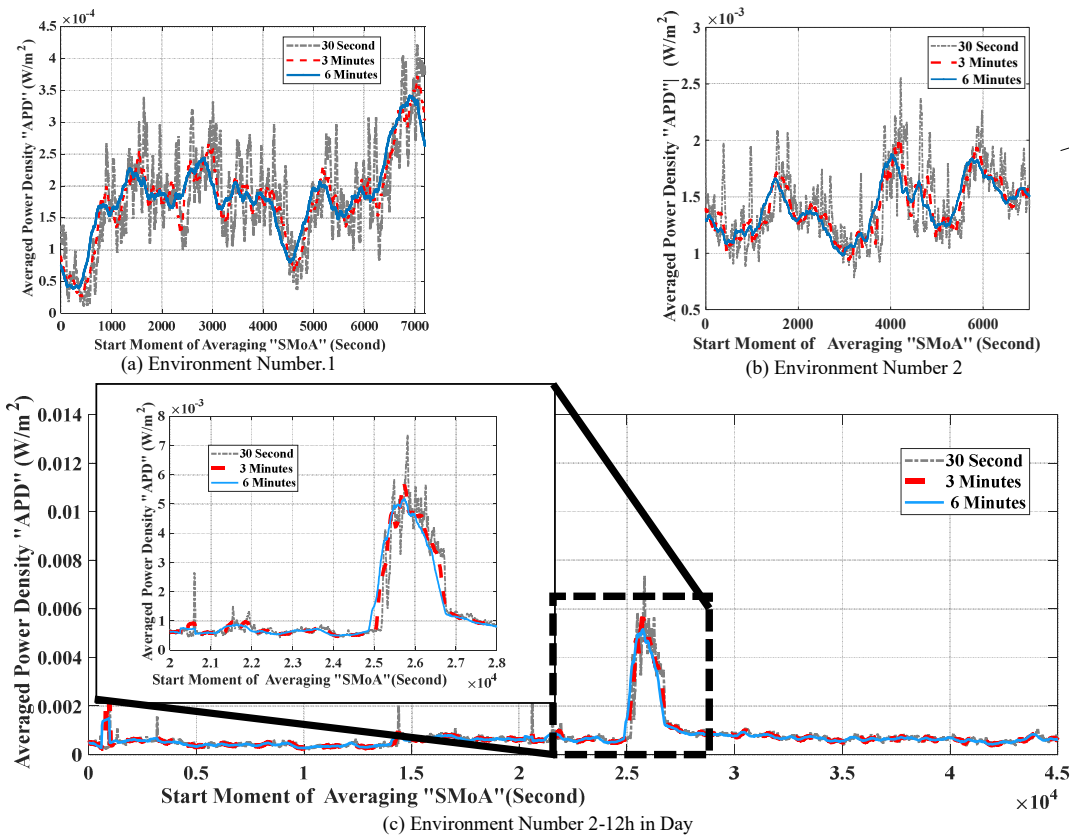 ×10⁻⁴
4.5
4
3.5
3
2.5
2
1.5
1
0.5
0
Averaged Power Density "APD" (W/m²)
30 Second
3 Minutes
6 Minutes
0 1000 2000 3000 4000 5000 6000 7000
Start Moment of Averaging "SMoA" (Second)
(a) Environment Number.1
×10⁻³
3
2.5
2
1.5
1
0.5
Averaged Power Density "APD" (W/m²)
30 Second
3 Minutes
6 Minutes
0 2000 4000 6000
Start Moment of Averaging "SMoA" (Second)
(b) Environment Number 2
0.014
0.012
0.01
0.008
0.006
0.004
0.002
0
Averaged Power Density "APD" (W/m²)
×10⁻³
8
7
6
5
4
3
2
1
0
Averaged Power Density "APD" (W/m²)
30 Second
3 Minutes
6 Minutes
2 2.1 2.2 2.3 2.4 2.5 2.6 2.7 2.8
Start Moment of Averaging "SMoA"(Second)
×10⁴
30 Second
3 Minutes
6 Minutes
0 0.5 1 1.5 2 2.5 3 3.5 4 4.5
Start Moment of Averaging "SMoA"(Second)
×10⁴
(c) Environment Number 2-12h in Day